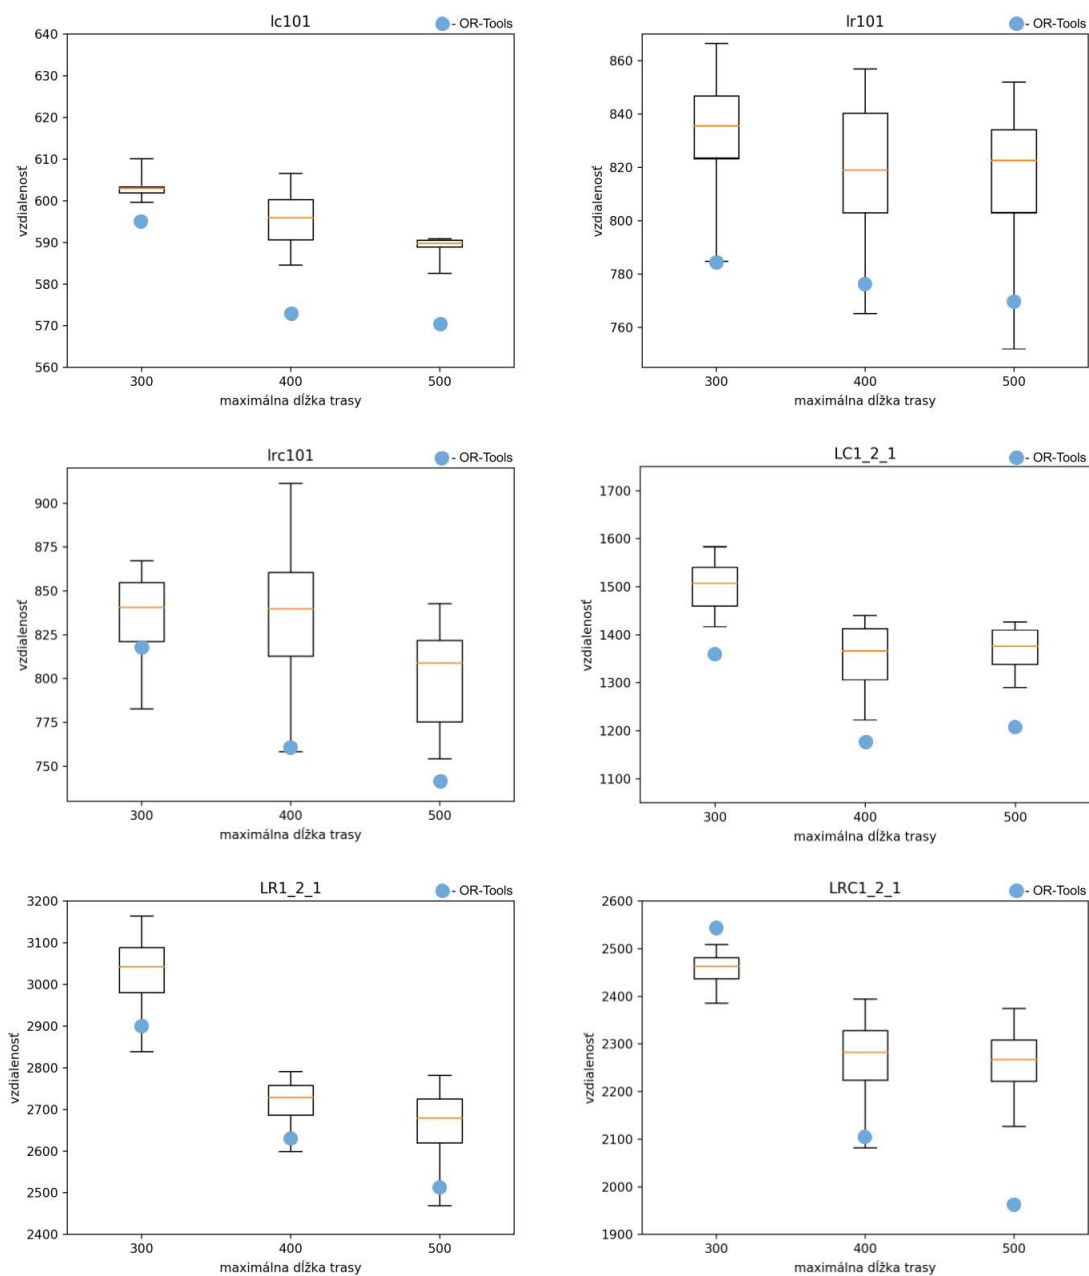 lc101
- OR-Tools
640
630
620
610
600
590
580
570
560
vzdialenosť
300 400 500
maximálna dĺžka trasy
lr101
- OR-Tools
860
840
820
800
780
760
vzdialenosť
300 400 500
maximálna dĺžka trasy
lrc101
- OR-Tools
900
875
850
825
800
775
750
vzdialenosť
300 400 500
maximálna dĺžka trasy
LC1_2_1
- OR-Tools
1700
1600
1500
1400
1300
1200
1100
vzdialenosť
300 400 500
maximálna dĺžka trasy
LR1_2_1
- OR-Tools
3200
3100
3000
2900
2800
2700
2600
2500
2400
vzdialenosť
300 400 500
maximálna dĺžka trasy
LRC1_2_1
- OR-Tools
2600
2500
2400
2300
2200
2100
2000
1900
vzdialenosť
300 400 500
maximálna dĺžka trasy